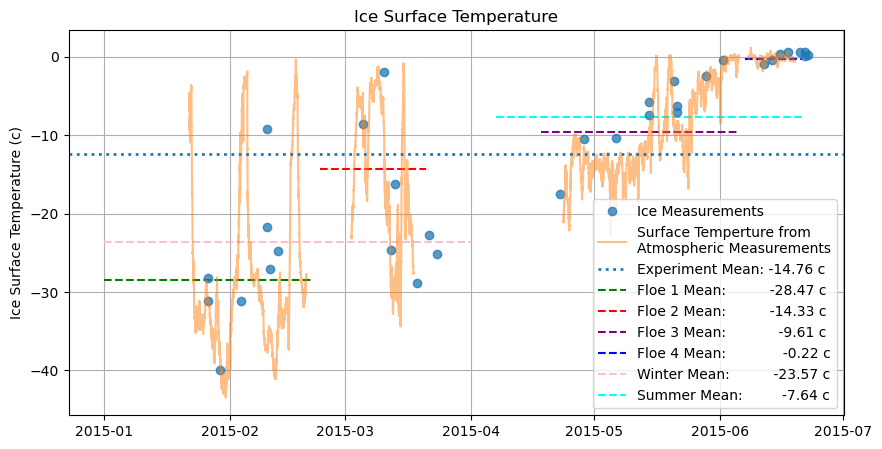 Ice Surface Temperature
Ice Surface Temperature (c)
0
−10
−20
−30
−40
2015-01
2015-02
2015-03
2015-04
2015-05
2015-06
2015-07
Ice Measurements
Surface Temperture from
Atmospheric Measurements
Experiment Mean: -14.76 c
Floe 1 Mean: -28.47 c
Floe 2 Mean: -14.33 c
Floe 3 Mean: -9.61 c
Floe 4 Mean: -0.22 c
Winter Mean: -23.57 c
Summer Mean: -7.64 c